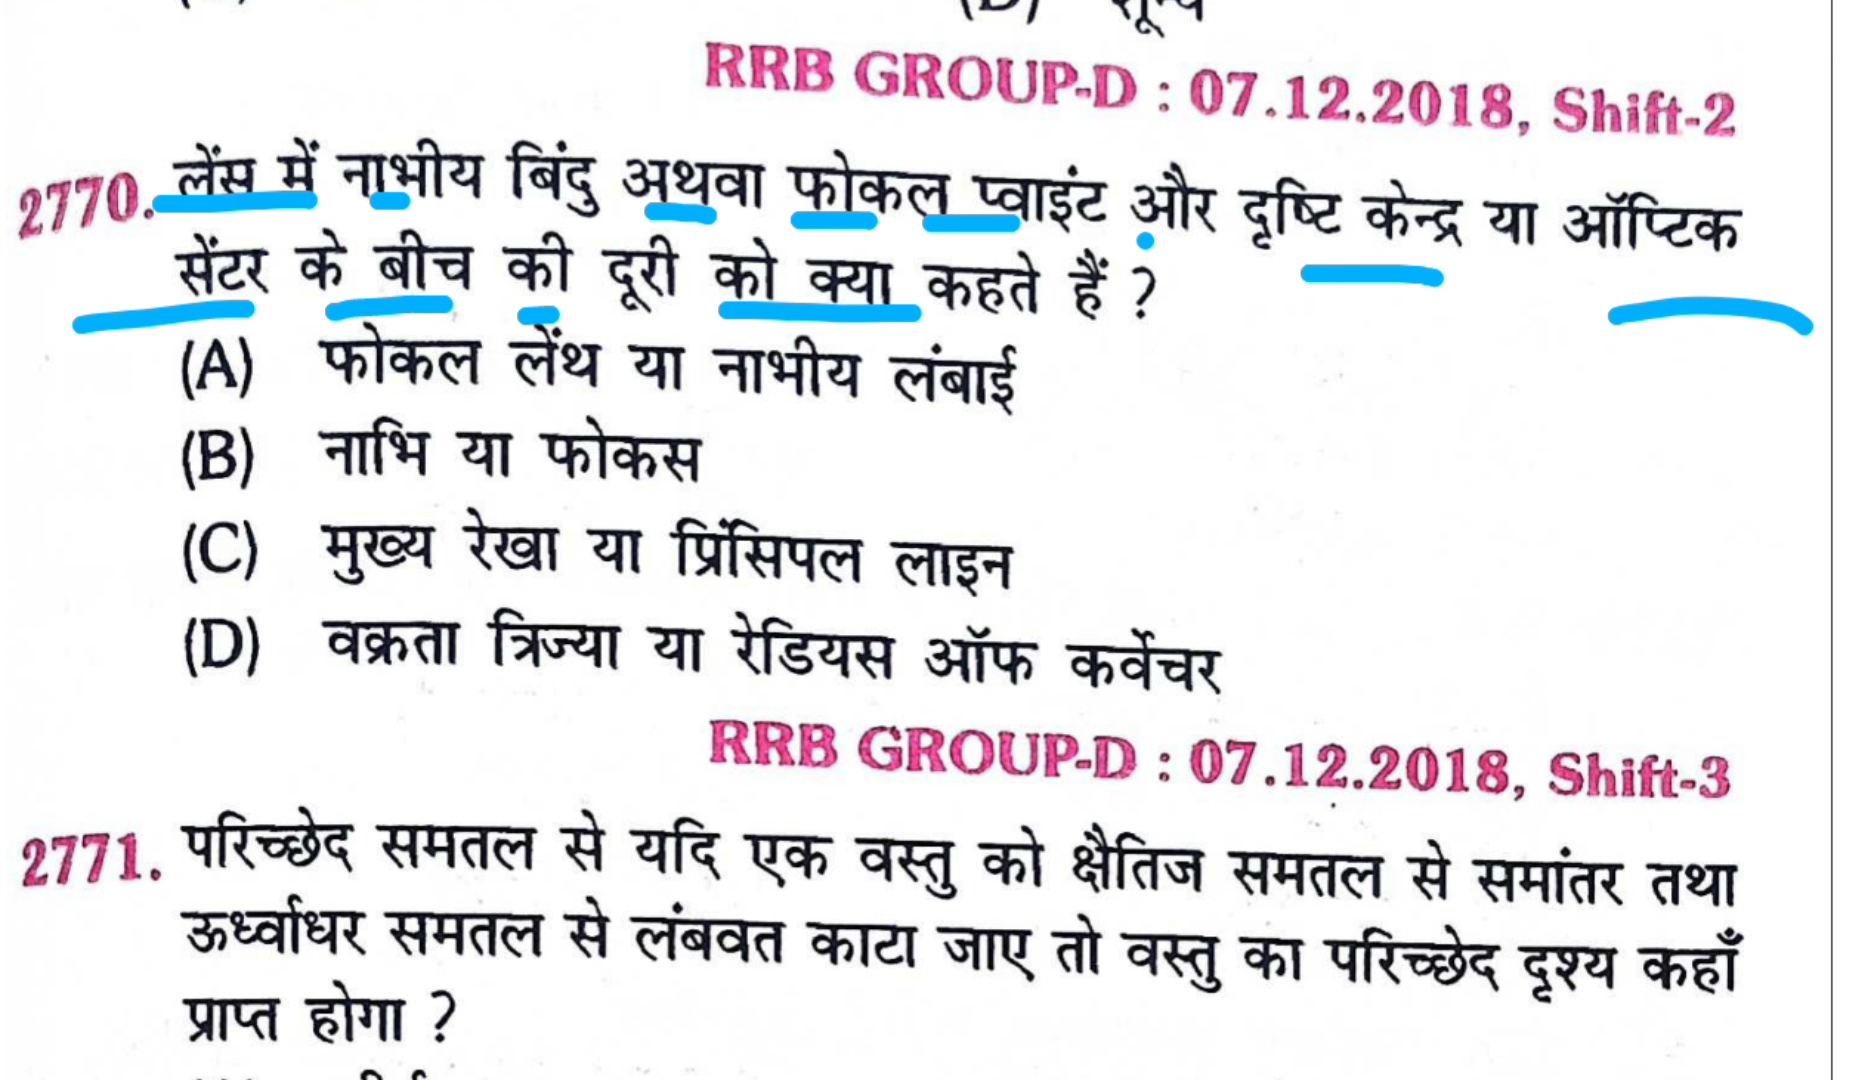 (D) शून्य
RRB GROUP-D : 07.12.2018, Shift-2
2770. लेंस में नाभीय बिंदु अथवा फोकल प्वाइंट और दृष्टि केन्द्र या ऑप्टिक
सेंटर के बीच की दूरी को क्या कहते हैं ?
(A) फोकल लेंथ या नाभीय लंबाई
(B) नाभि या फोकस
(C) मुख्य रेखा या प्रिंसिपल लाइन
(D) वक्रता त्रिज्या या रेडियस ऑफ कर्वेचर
RRB GROUP-D : 07.12.2018, Shift-3
2771. परिच्छेद समतल से यदि एक वस्तु को क्षैतिज समतल से समांतर तथा
ऊर्ध्वाधर समतल से लंबवत काटा जाए तो वस्तु का परिच्छेद दृश्य कहाँ
प्राप्त होगा ?